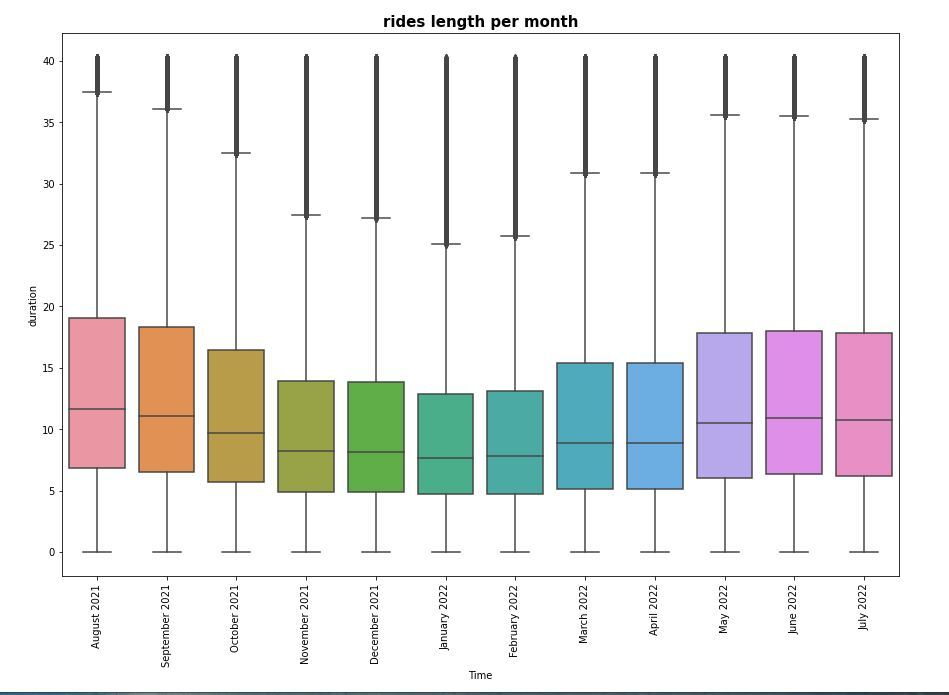 rides length per month
40
35
30
25
20
15
10
5
0
duration
August 2021
September 2021
October 2021
November 2021
December 2021
January 2022
February 2022
March 2022
April 2022
May 2022
June 2022
July 2022
Time